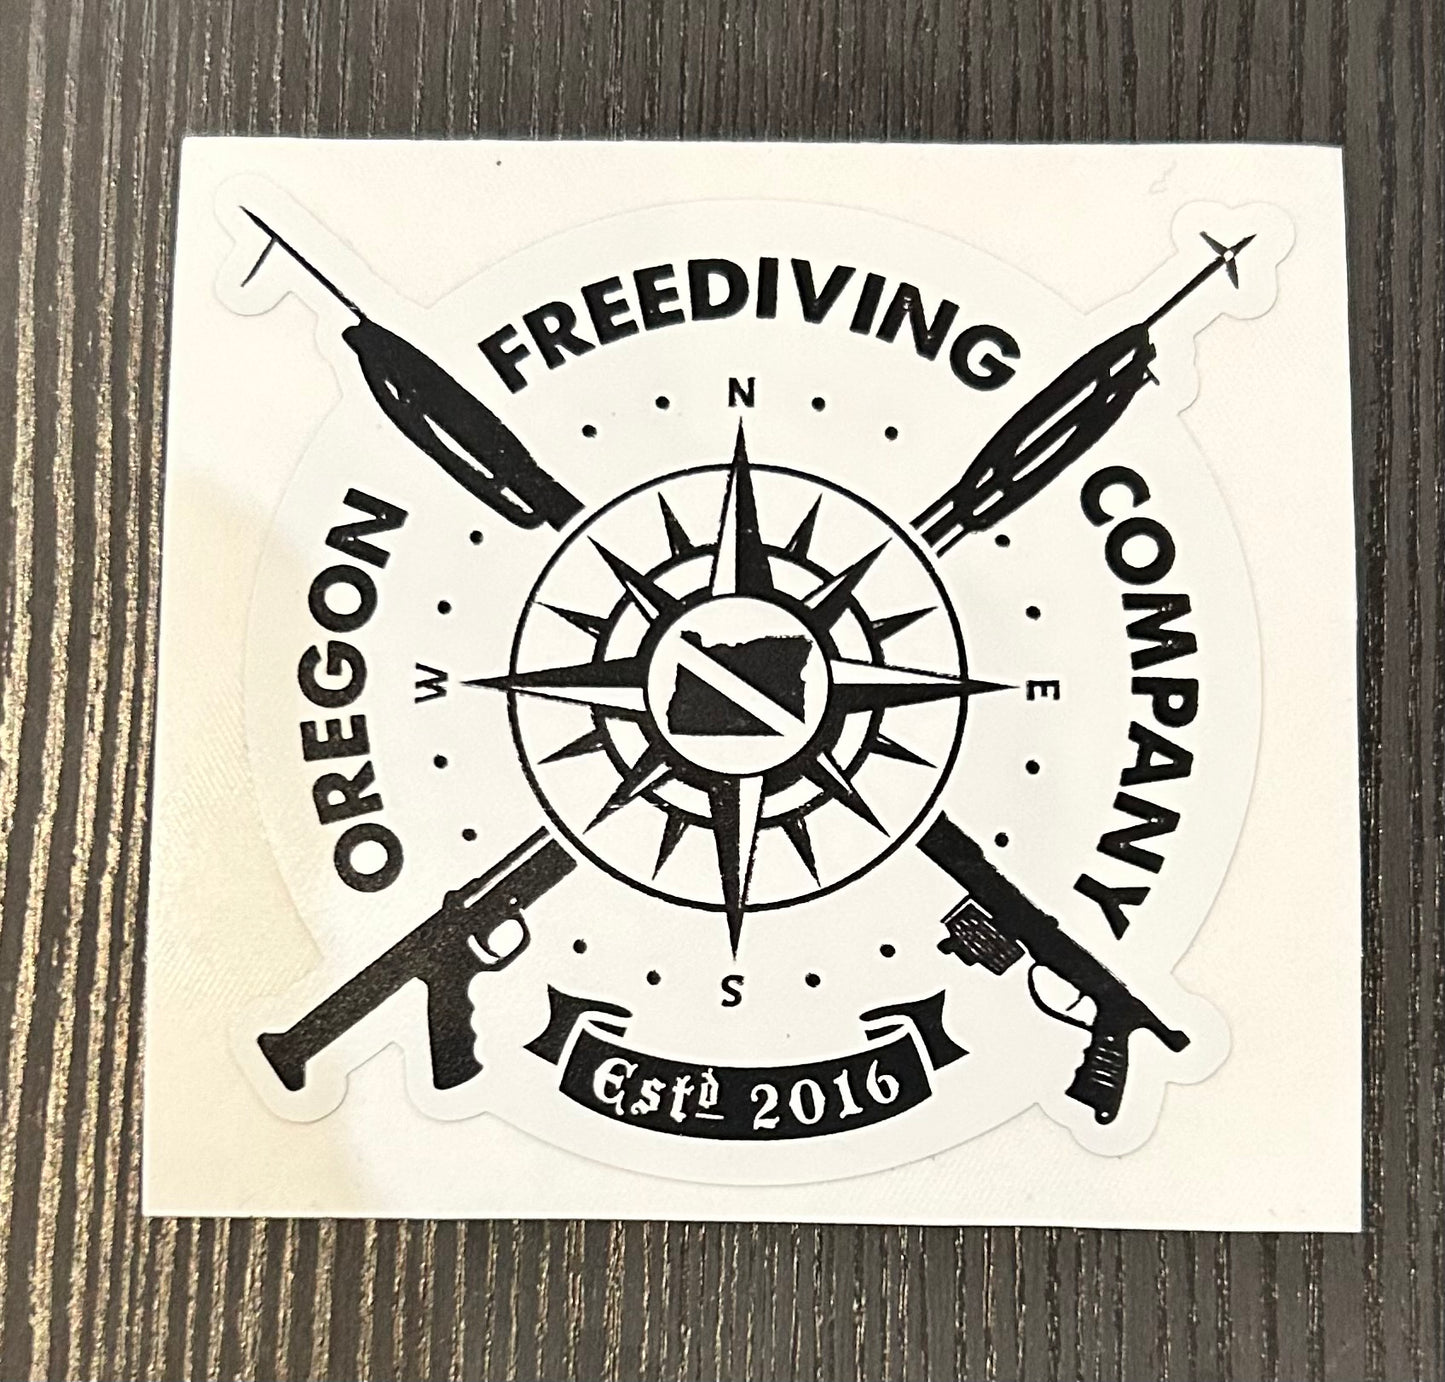 OREGON
FREEDIVING
COMPANY
N
W
E
S
Estd 2016